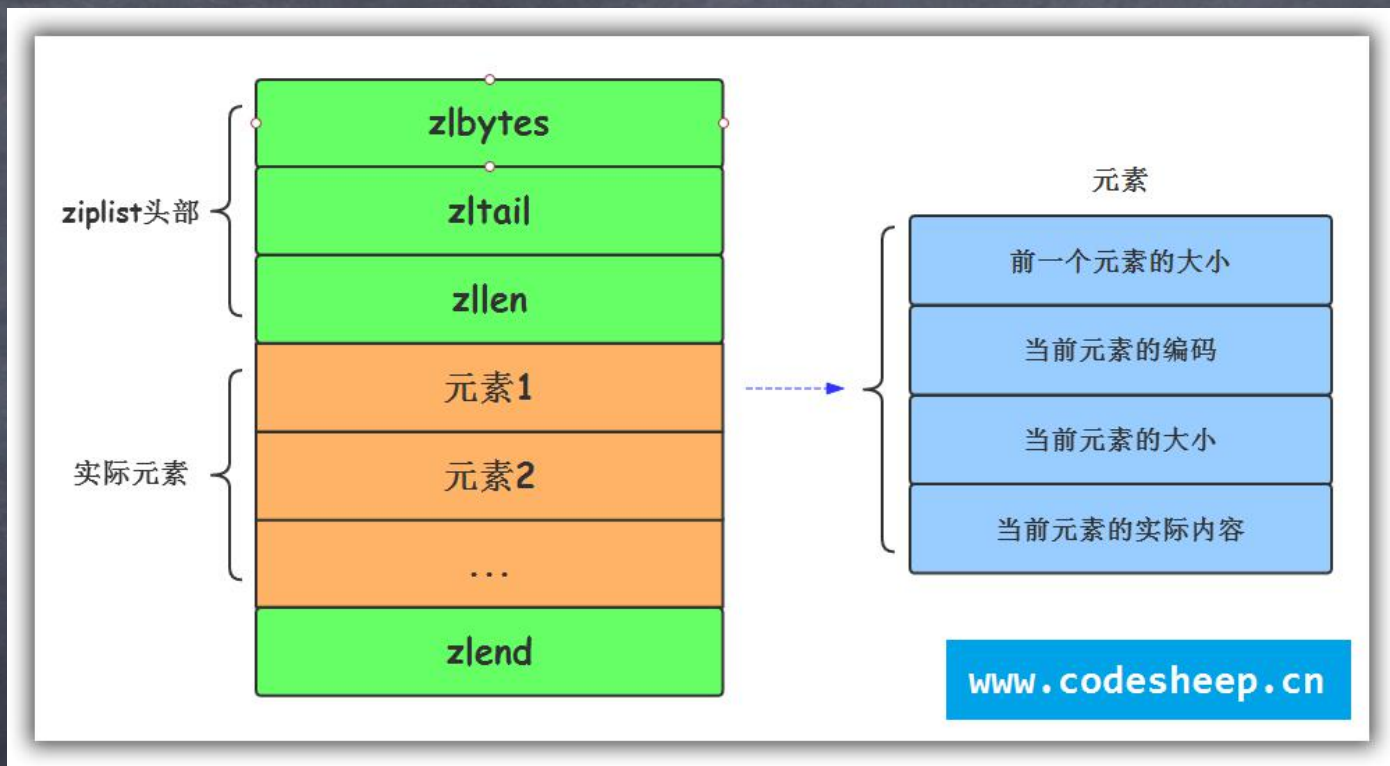 zlbytes
zltail
zllen
ziplist头部
元素1
元素2
...
实际元素
zlend
元素
前一个元素的大小
当前元素的编码
当前元素的大小
当前元素的实际内容
www.codesheep.cn